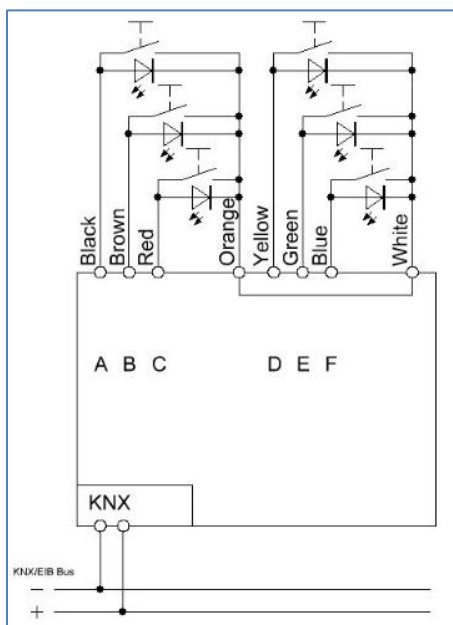 Black Brown Red Orange Yellow Green Blue White
A B C D E F
KNX
KNX/EIB Bus
−
+